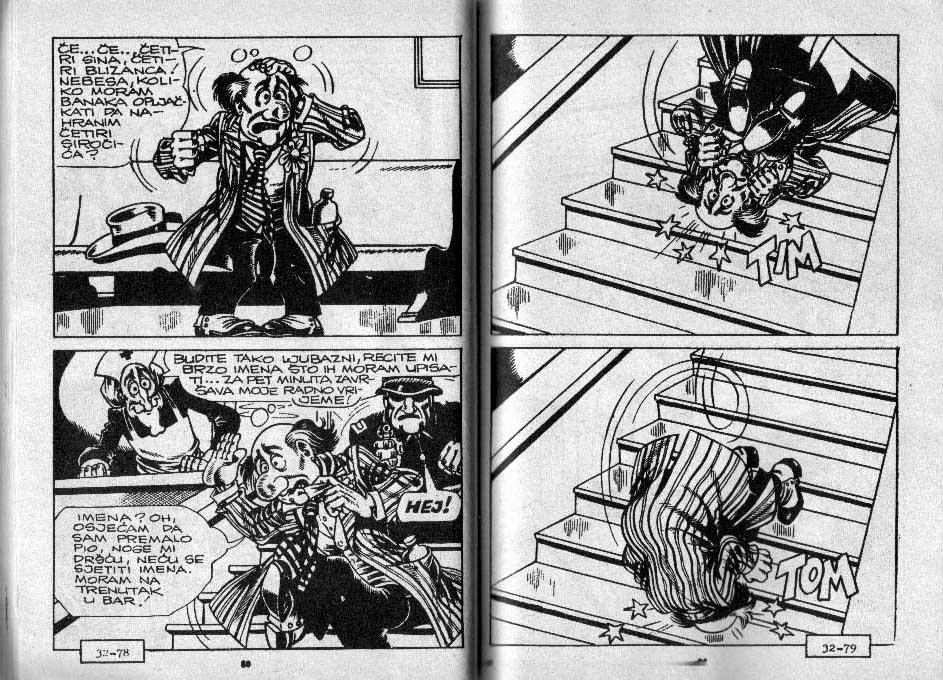 ČE...ČE...ČETI-
RI SINA, ČETI-
RI BLIZANCA!
NEBESA, KOLI-
KO MORAM
BANAKA OPLJAČ-
KATI DA NA-
HRANIM
ČETIRI
SIROČI-
ĆA?
BUDITE TAKO LJUBAZNI, RECITE MI
BRZO IMENA ŠTO IH MORAM UPISA-
TI... ZA PET MINUTA ZAVR-
ŠAVA MOJE RADNO VRI-
JEME!
HEJ!
IMENA? OH,
OSJEĆAM DA
SAM PREMALO
PIO, NOGE MI
DRŠĆU, NEĆU SE
SJETITI IMENA.
MORAM NA
TRENUTAK
U BAR!
32-78
60
TIM
TOM
32-79